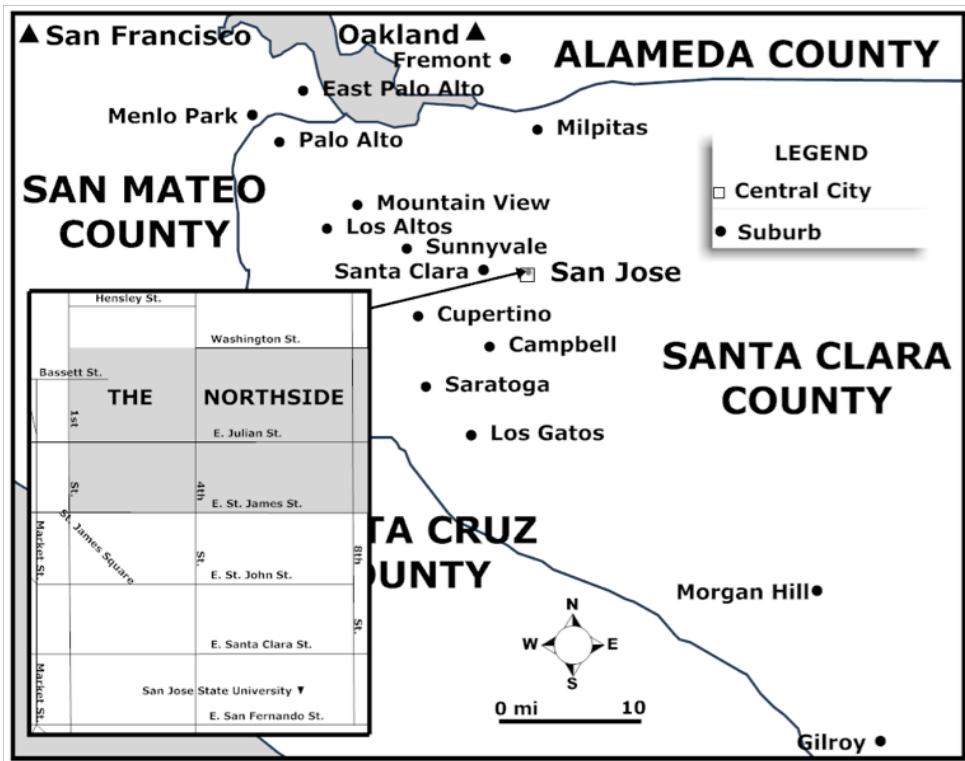 San Francisco
Oakland
Fremont
ALAMEDA COUNTY
East Palo Alto
Menlo Park
Milpitas
Palo Alto
LEGEND
Central City
Suburb
SAN MATEO
COUNTY
Mountain View
Los Altos
Sunnyvale
Santa Clara
San Jose
Cupertino
Campbell
SANTA CLARA
COUNTY
Saratoga
Los Gatos
TA CRUZ
OUNTY
Morgan Hill
Gilroy
N
W E
S
0 mi 10
Hensley St.
Washington St.
Bassett St.
THE NORTHSIDE
1st St.
E. Julian St.
4th St.
E. St. James St.
St. James Square
Market St.
8th St.
E. St. John St.
E. Santa Clara St.
Market St.
San Jose State University
E. San Fernando St.